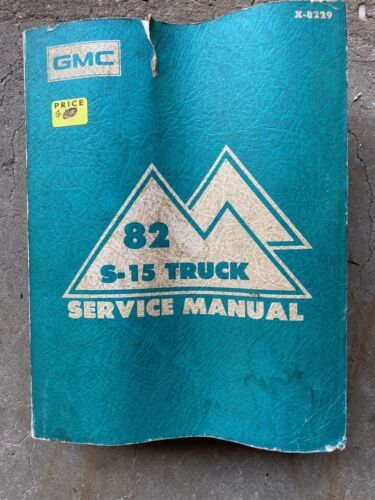 X-8229
GMC
PRICE
$
82
S-15 TRUCK
SERVICE MANUAL